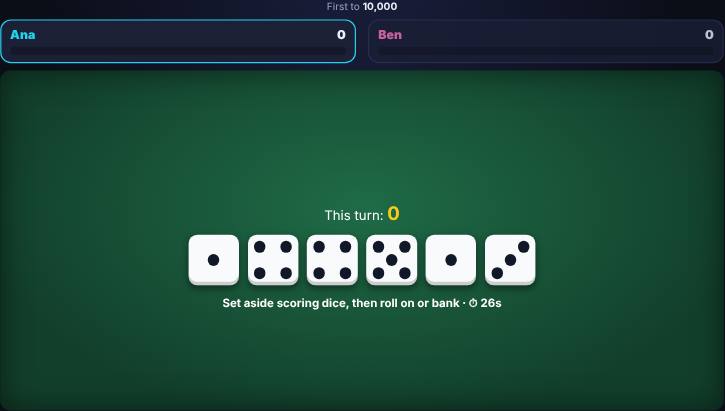 First to 10,000
Ana 0
Ben 0
This turn: 0
Set aside scoring dice, then roll on or bank · ⏱ 26s